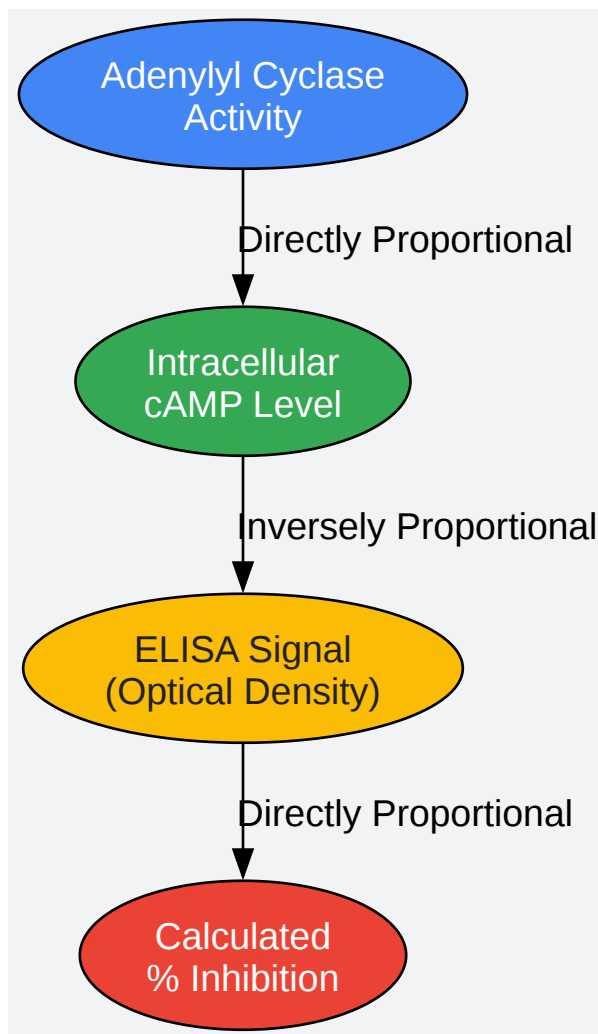 Adenylyl Cyclase
Activity
Directly Proportional
Intracellular
cAMP Level
Inversely Proportional
ELISA Signal
(Optical Density)
Directly Proportional
Calculated
% Inhibition